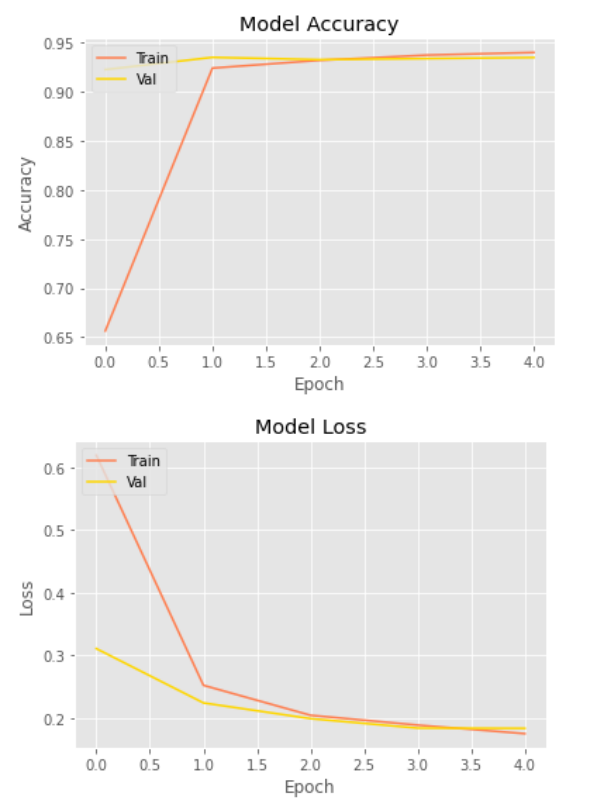 Model Accuracy
0.95
0.90
0.85
0.80
0.75
0.70
0.65
Accuracy
Train
Val
0.0 0.5 1.0 1.5 2.0 2.5 3.0 3.5 4.0
Epoch
Model Loss
0.6
0.5
0.4
0.3
0.2
Loss
Train
Val
0.0 0.5 1.0 1.5 2.0 2.5 3.0 3.5 4.0
Epoch